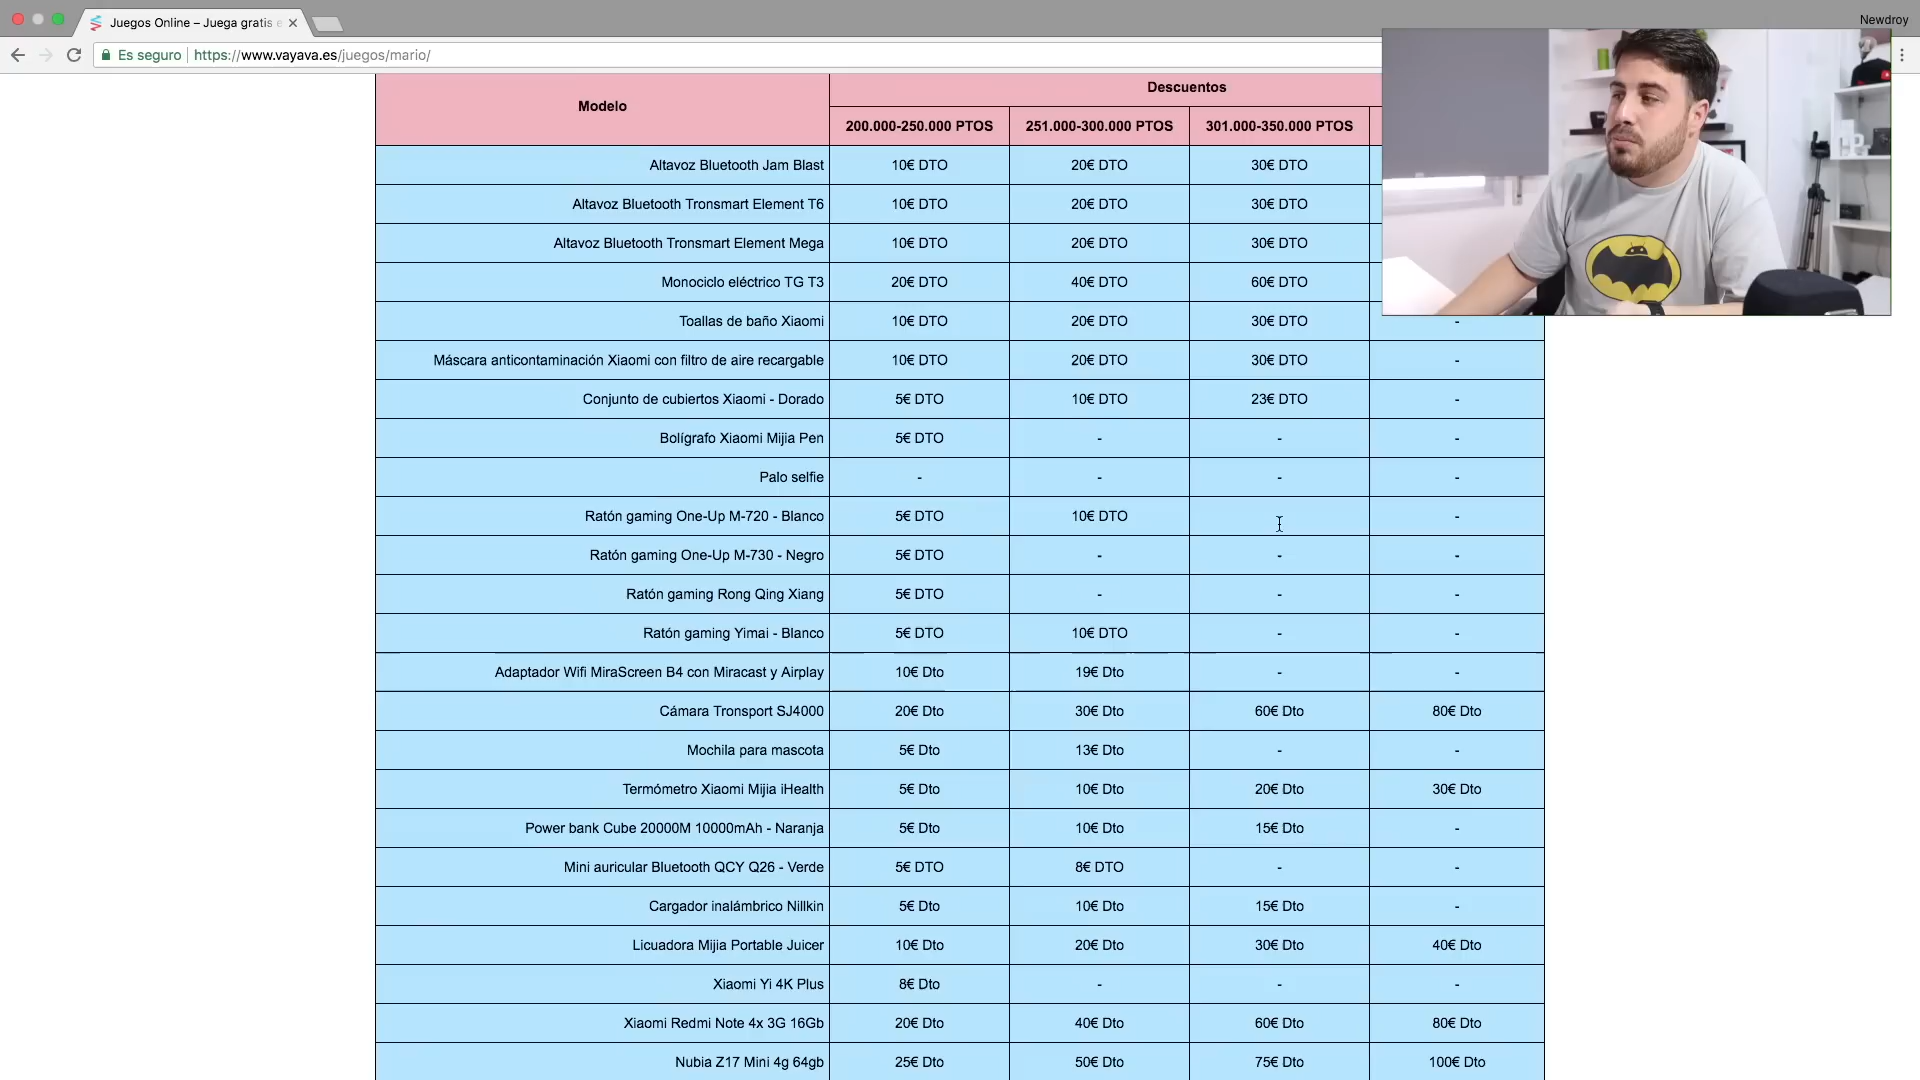 Juegos Online – Juega gratis e
Newdroy
Es seguro https://www.vayava.es/juegos/mario/
Modelo Descuentos
200.000-250.000 PTOS 251.000-300.000 PTOS 301.000-350.000 PTOS
Altavoz Bluetooth Jam Blast 10€ DTO 20€ DTO 30€ DTO
Altavoz Bluetooth Tronsmart Element T6 10€ DTO 20€ DTO 30€ DTO
Altavoz Bluetooth Tronsmart Element Mega 10€ DTO 20€ DTO 30€ DTO
Monociclo eléctrico TG T3 20€ DTO 40€ DTO 60€ DTO
Toallas de baño Xiaomi 10€ DTO 20€ DTO 30€ DTO -
Máscara anticontaminación Xiaomi con filtro de aire recargable 10€ DTO 20€ DTO 30€ DTO -
Conjunto de cubiertos Xiaomi - Dorado 5€ DTO 10€ DTO 23€ DTO -
Bolígrafo Xiaomi Mijia Pen 5€ DTO - - -
Palo selfie - - - -
Ratón gaming One-Up M-720 - Blanco 5€ DTO 10€ DTO -
Ratón gaming One-Up M-730 - Negro 5€ DTO - - -
Ratón gaming Rong Qing Xiang 5€ DTO - - -
Ratón gaming Yimai - Blanco 5€ DTO 10€ DTO - -
Adaptador Wifi MiraScreen B4 con Miracast y Airplay 10€ Dto 19€ Dto - -
Cámara Tronsport SJ4000 20€ Dto 30€ Dto 60€ Dto 80€ Dto
Mochila para mascota 5€ Dto 13€ Dto - -
Termómetro Xiaomi Mijia iHealth 5€ Dto 10€ Dto 20€ Dto 30€ Dto
Power bank Cube 20000M 10000mAh - Naranja 5€ Dto 10€ Dto 15€ Dto -
Mini auricular Bluetooth QCY Q26 - Verde 5€ DTO 8€ DTO - -
Cargador inalámbrico Nillkin 5€ Dto 10€ Dto 15€ Dto -
Licuadora Mijia Portable Juicer 10€ Dto 20€ Dto 30€ Dto 40€ Dto
Xiaomi Yi 4K Plus 8€ Dto - - -
Xiaomi Redmi Note 4x 3G 16Gb 20€ Dto 40€ Dto 60€ Dto 80€ Dto
Nubia Z17 Mini 4g 64gb 25€ Dto 50€ Dto 75€ Dto 100€ Dto